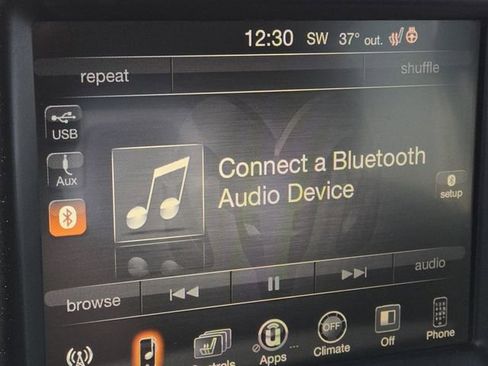 12:30 SW 37° out.
repeat
shuffle
USB
Aux
Connect a Bluetooth
Audio Device
setup
browse
audio
Controls
Apps
OFF
Climate
Off
Phone